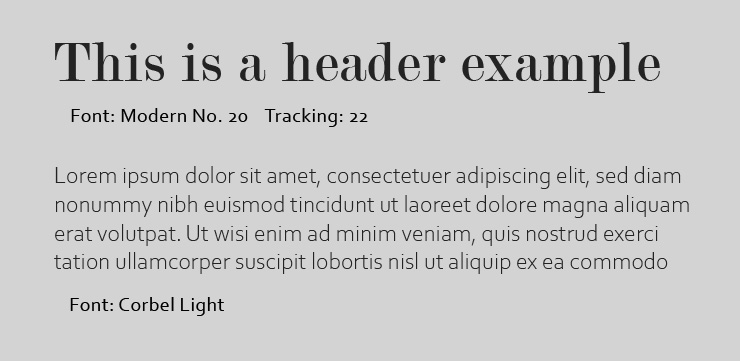 This is a header example
Font: Modern No. 20    Tracking: 22
Lorem ipsum dolor sit amet, consectetuer adipiscing elit, sed diam
nonummy nibh euismod tincidunt ut laoreet dolore magna aliquam
erat volutpat. Ut wisi enim ad minim veniam, quis nostrud exerci
tation ullamcorper suscipit lobortis nisl ut aliquip ex ea commodo
Font: Corbel Light